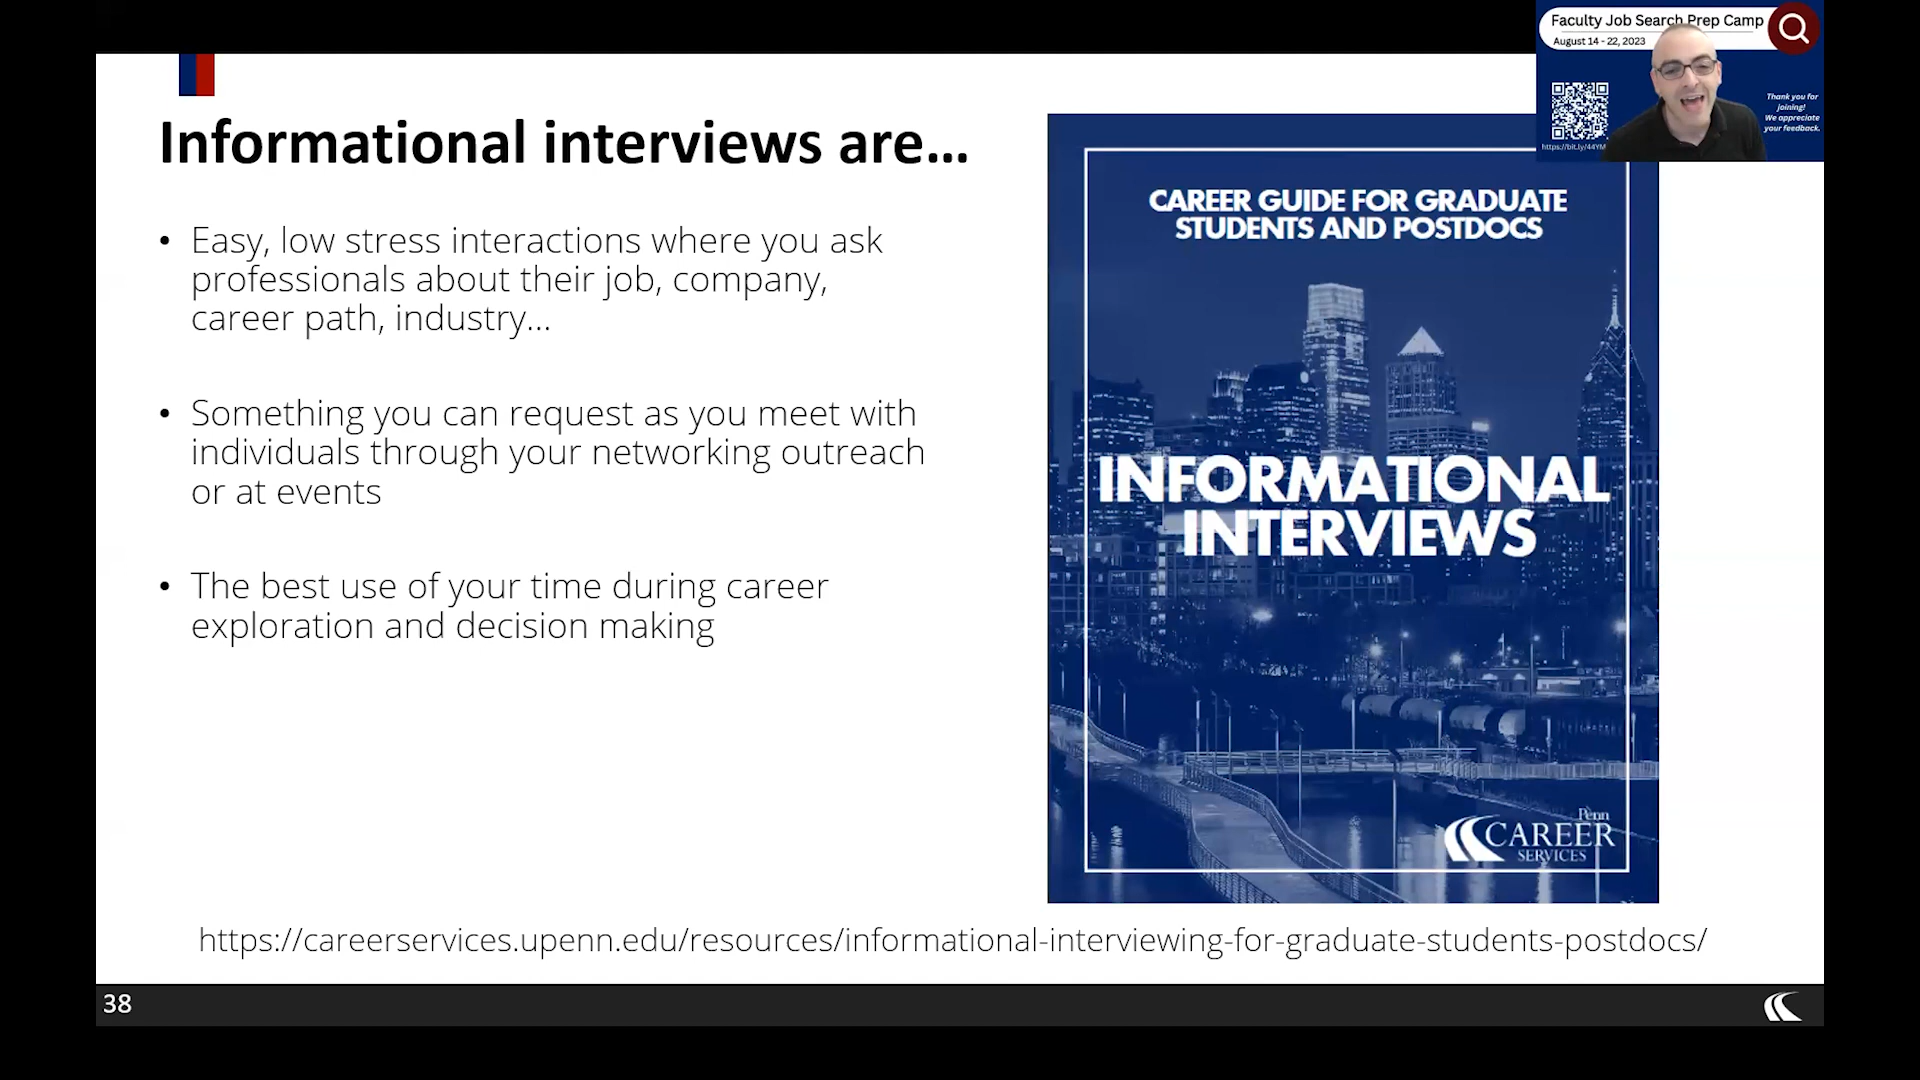 Faculty Job Search Prep Camp
August 14 - 22, 2023
Thank you for
joining!
We appreciate
your feedback.
Informational interviews are...
• Easy, low stress interactions where you ask
professionals about their job, company,
career path, industry...
• Something you can request as you meet with
individuals through your networking outreach
or at events
• The best use of your time during career
exploration and decision making
CAREER GUIDE FOR GRADUATE
STUDENTS AND POSTDOCS
INFORMATIONAL
INTERVIEWS
Penn
CAREER
SERVICES
https://careerservices.upenn.edu/resources/informational-interviewing-for-graduate-students-postdocs/
38